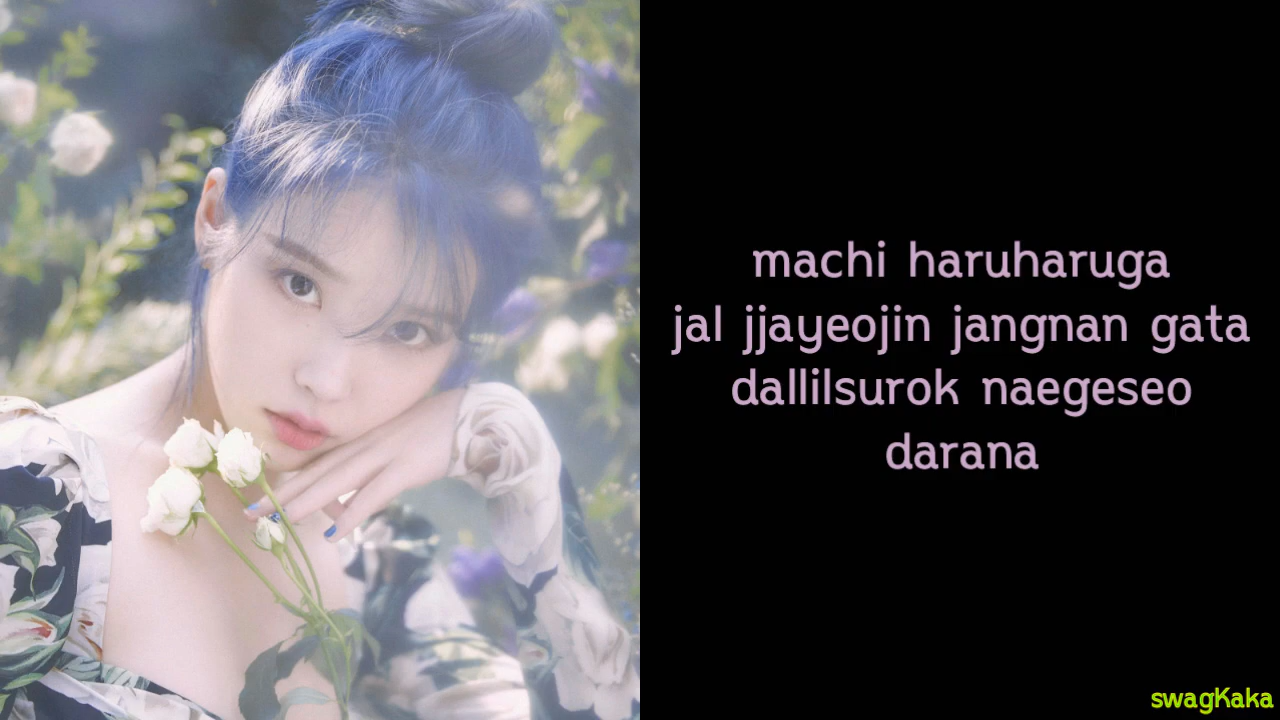 machi haruharuga
jal jjayeojin jangnan gata
dallilsurok naegeseo
darana
swagKaka